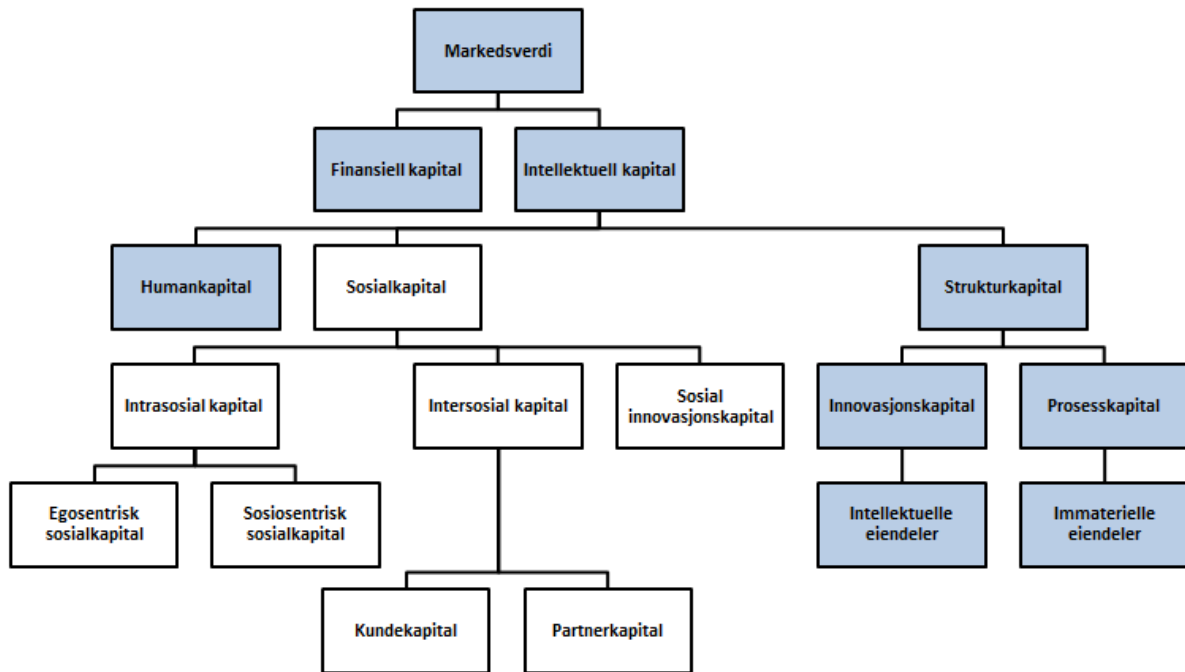 Markedsverdi
Finansiell kapital
Intellektuell kapital
Humankapital
Sosialkapital
Strukturkapital
Intrasosial kapital
Intersosial kapital
Sosial
innovasjonskapital
Innovasjonskapital
Prosesskapital
Egosentrisk
sosialkapital
Sosiosentrisk
sosialkapital
Intellektuelle
eiendeler
Immaterielle
eiendeler
Kundekapital
Partnerkapital